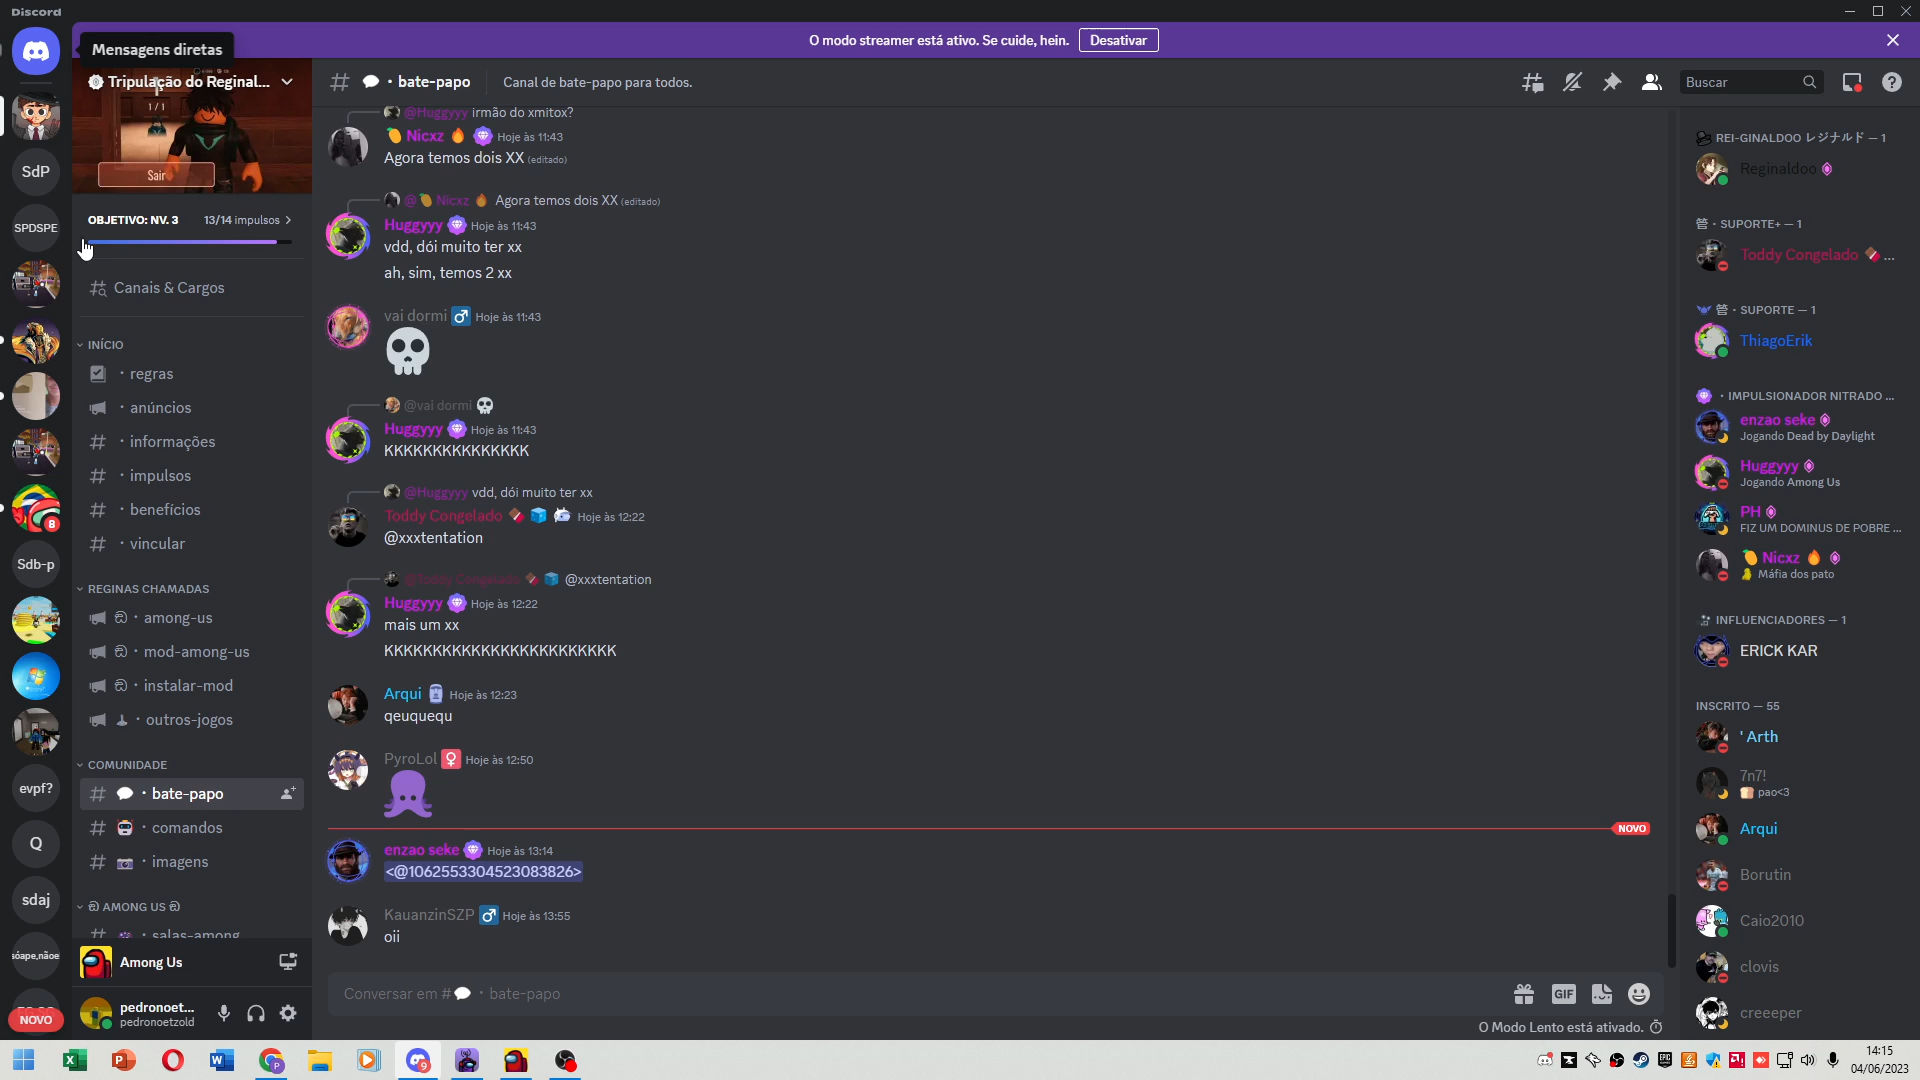 Discord
O modo streamer está ativo. Se cuide, hein. Desativar
Mensagens diretas
Tripulação do Reginal...
1 / 1
Sair
SdP
SPDSPE
8
Sdb-p
evpf?
Q
sdaj
sóape,nãoe
NOVO
OBJETIVO: NV. 3 13/14 impulsos
Canais & Cargos
INÍCIO
regras
anúncios
informações
impulsos
benefícios
vincular
REGINAS CHAMADAS
ඞ · among-us
ඞ · mod-among-us
ඞ · instalar-mod
outros-jogos
COMUNIDADE
# 💬 · bate-papo
# 🤖 · comandos
# 📷 · imagens
ඞ AMONG US ඞ
# 👾 · salas-among
Among Us
pedronoet...
pedronoetzold
# 💬 · bate-papo Canal de bate-papo para todos.
Buscar
@Huggyyy irmão do xmitox?
🥭 Nicxz 🔥 Hoje às 11:43
Agora temos dois XX (editado)
@🥭 Nicxz 🔥 Agora temos dois XX (editado)
Huggyyy Hoje às 11:43
vdd, dói muito ter xx
ah, sim, temos 2 xx
vai dormi ♂ Hoje às 11:43
💀
@vai dormi 💀
Huggyyy Hoje às 11:43
KKKKKKKKKKKKKKK
@Huggyyy vdd, dói muito ter xx
Toddy Congelado 🍫 🧊 Hoje às 12:22
@xxxtentation
@Toddy Congelado 🍫 🧊 @xxxtentation
Huggyyy Hoje às 12:22
mais um xx
KKKKKKKKKKKKKKKKKKKKKKKK
Arqui Hoje às 12:23
qeuquequ
PyroLol ♀ Hoje às 12:50
NOVO
enzao seke Hoje às 13:14
<@1062553304523083826>
KauanzinSZP ♂ Hoje às 13:55
oii
Conversar em #💬 · bate-papo
GIF
O Modo Lento está ativado.
REI-GINALDOO レジナルド — 1
Reginaldoo
SUPORTE+ — 1
Toddy Congelado 🍫 ...
SUPORTE — 1
ThiagoErik
· IMPULSIONADOR NITRADO ...
enzao seke
Jogando Dead by Daylight
Huggyyy
Jogando Among Us
PH
FIZ UM DOMINUS DE POBRE ...
🥭 Nicxz 🔥
Máfia dos pato
INFLUENCIADORES — 1
ERICK KAR
INSCRITO — 55
' Arth
7n7!
🍞 pao<3
Arqui
Borutin
Caio2010
clovis
creeeper
9
14:15
04/06/2023